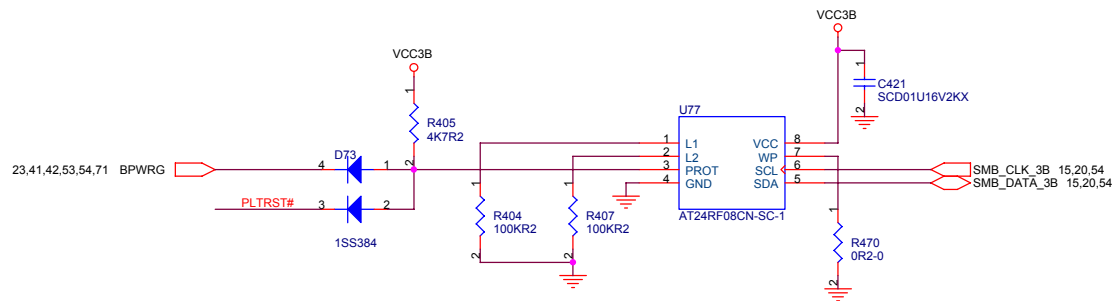 VCC3B
VCC3B
1
C421
SCD01U16V2KX
2
1
R405
4K7R2
2
U77
1 L1 VCC 8
2 L2 WP 7
3 PROT SCL 6
4 GND SDA 5
AT24RF08CN-SC-1
23,41,42,53,54,71 BPWRG
D73
4 1
PLTRST# 3 2
1SS384
SMB_CLK_3B 15,20,54
SMB_DATA_3B 15,20,54
1
R404
100KR2
2
1
R407
100KR2
2
1
R470
0R2-0
2